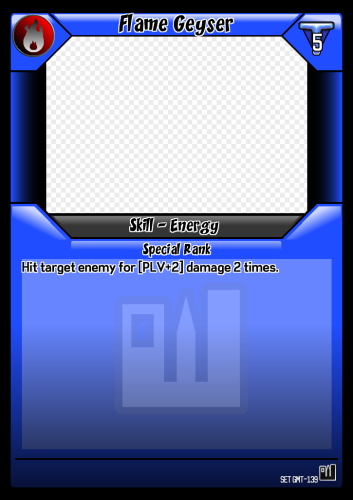 Flame Geyser
5
Skill - Energy
Special Rank
Hit target enemy for [PLV+2] damage 2 times.
SET GMT-139